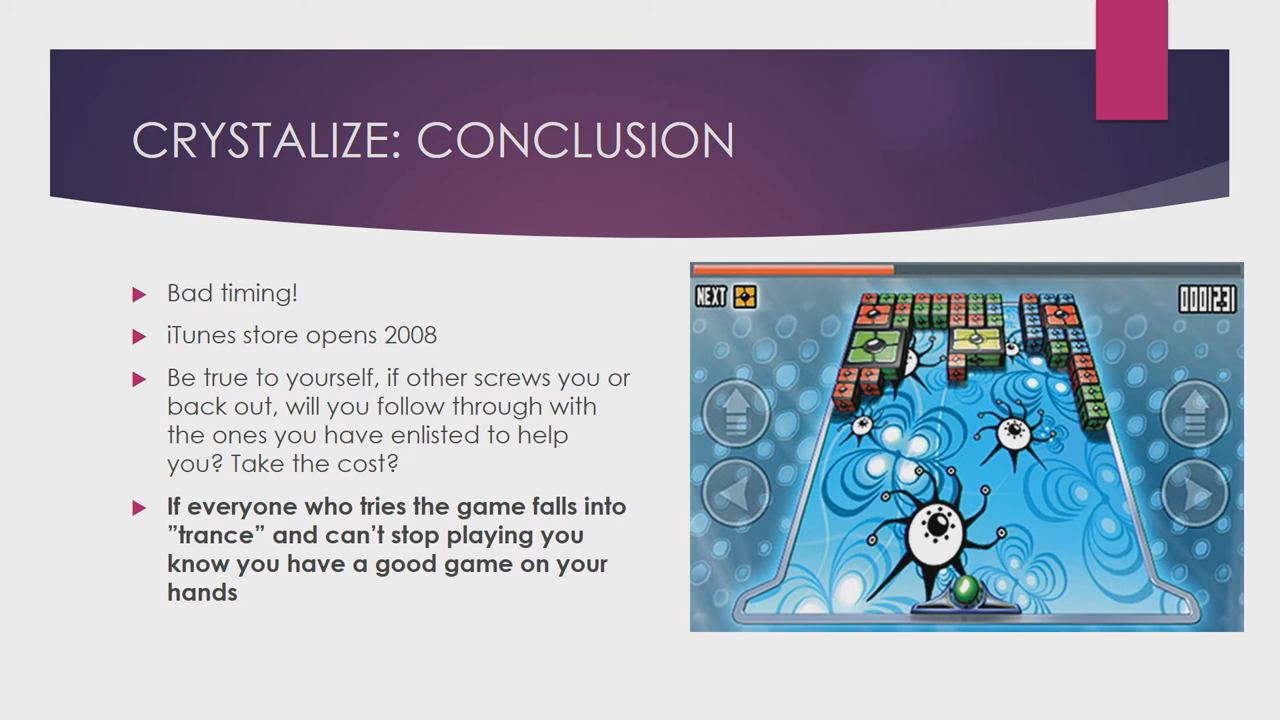 CRYSTALIZE: CONCLUSION
Bad timing!
iTunes store opens 2008
Be true to yourself, if other screws you or
back out, will you follow through with
the ones you have enlisted to help
you? Take the cost?
If everyone who tries the game falls into
”trance” and can’t stop playing you
know you have a good game on your
hands
NEXT
0001231